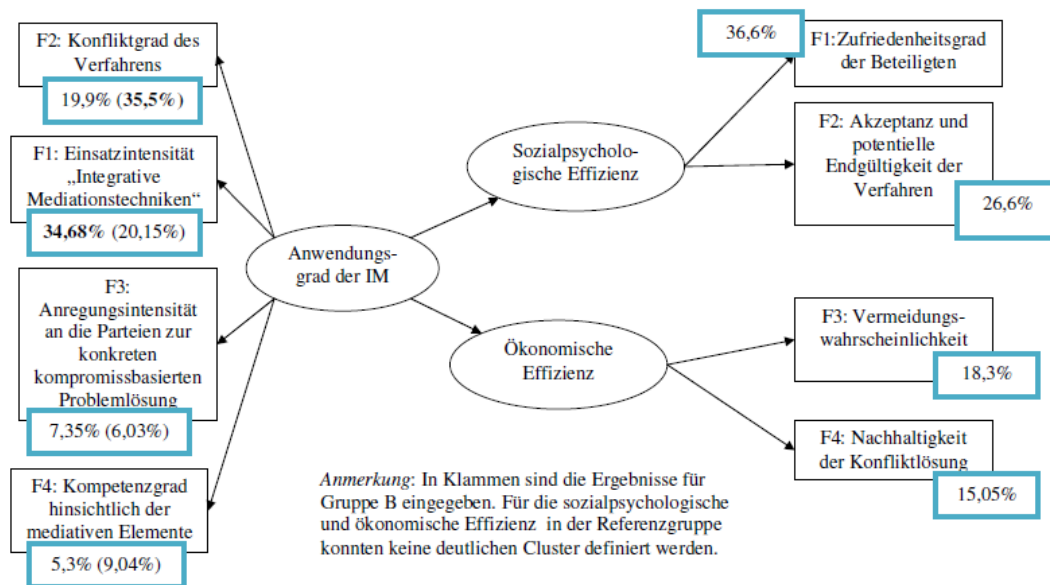 F2: Konfliktgrad des
Verfahrens
19,9% (35,5%)
F1: Einsatzintensität
„Integrative
Mediationstechniken“
34,68% (20,15%)
F3:
Anregungsintensität
an die Parteien zur
konkreten
kompromissbasierten
Problemlösung
7,35% (6,03%)
F4: Kompetenzgrad
hinsichtlich der
mediativen Elemente
5,3% (9,04%)
Anwendungs-
grad der IM
Sozialpsycholo-
gische Effizienz
Ökonomische
Effizienz
36,6%
F1:Zufriedenheitsgrad
der Beteiligten
F2: Akzeptanz und
potentielle
Endgültigkeit der
Verfahren
26,6%
F3: Vermeidungs-
wahrscheinlichkeit
18,3%
F4: Nachhaltigkeit
der Konfliktlösung
15,05%
Anmerkung: In Klammen sind die Ergebnisse für
Gruppe B eingegeben. Für die sozialpsychologische
und ökonomische Effizienz in der Referenzgruppe
konnten keine deutlichen Cluster definiert werden.